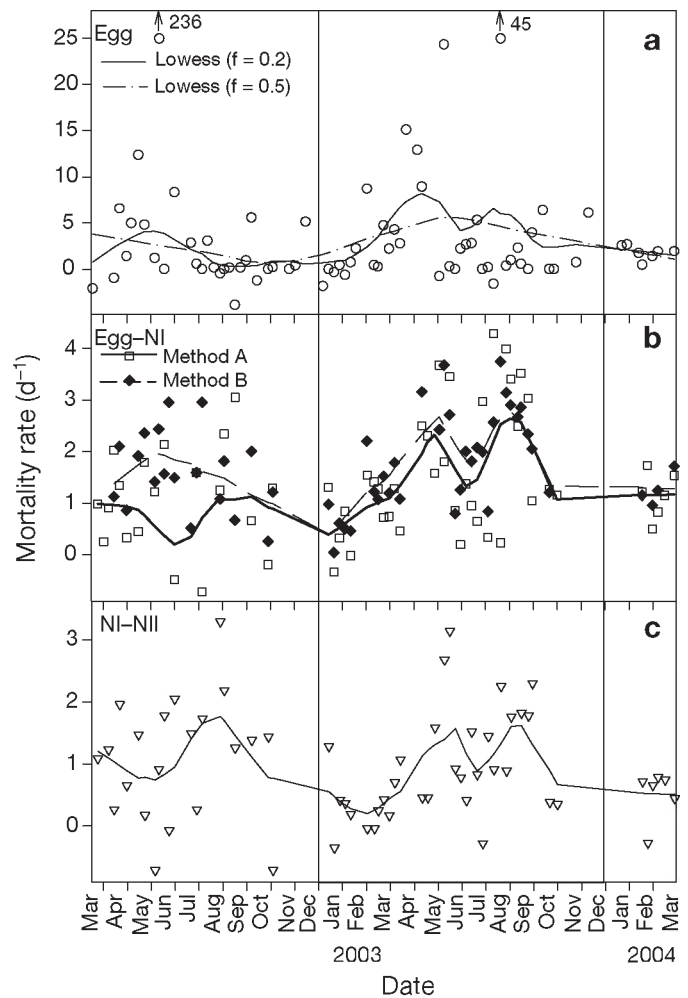 236
45
Egg
a
Lowess (f = 0.2)
Lowess (f = 0.5)
25
20
15
10
5
0
Egg–NI
b
Method A
Method B
4
3
2
1
0
Mortality rate (d–1)
NI–NII
c
3
2
1
0
Mar Apr May Jun Jul Aug Sep Oct Nov Dec Jan Feb Mar Apr May Jun Jul Aug Sep Oct Nov Dec Jan Feb Mar
2003 2004
Date